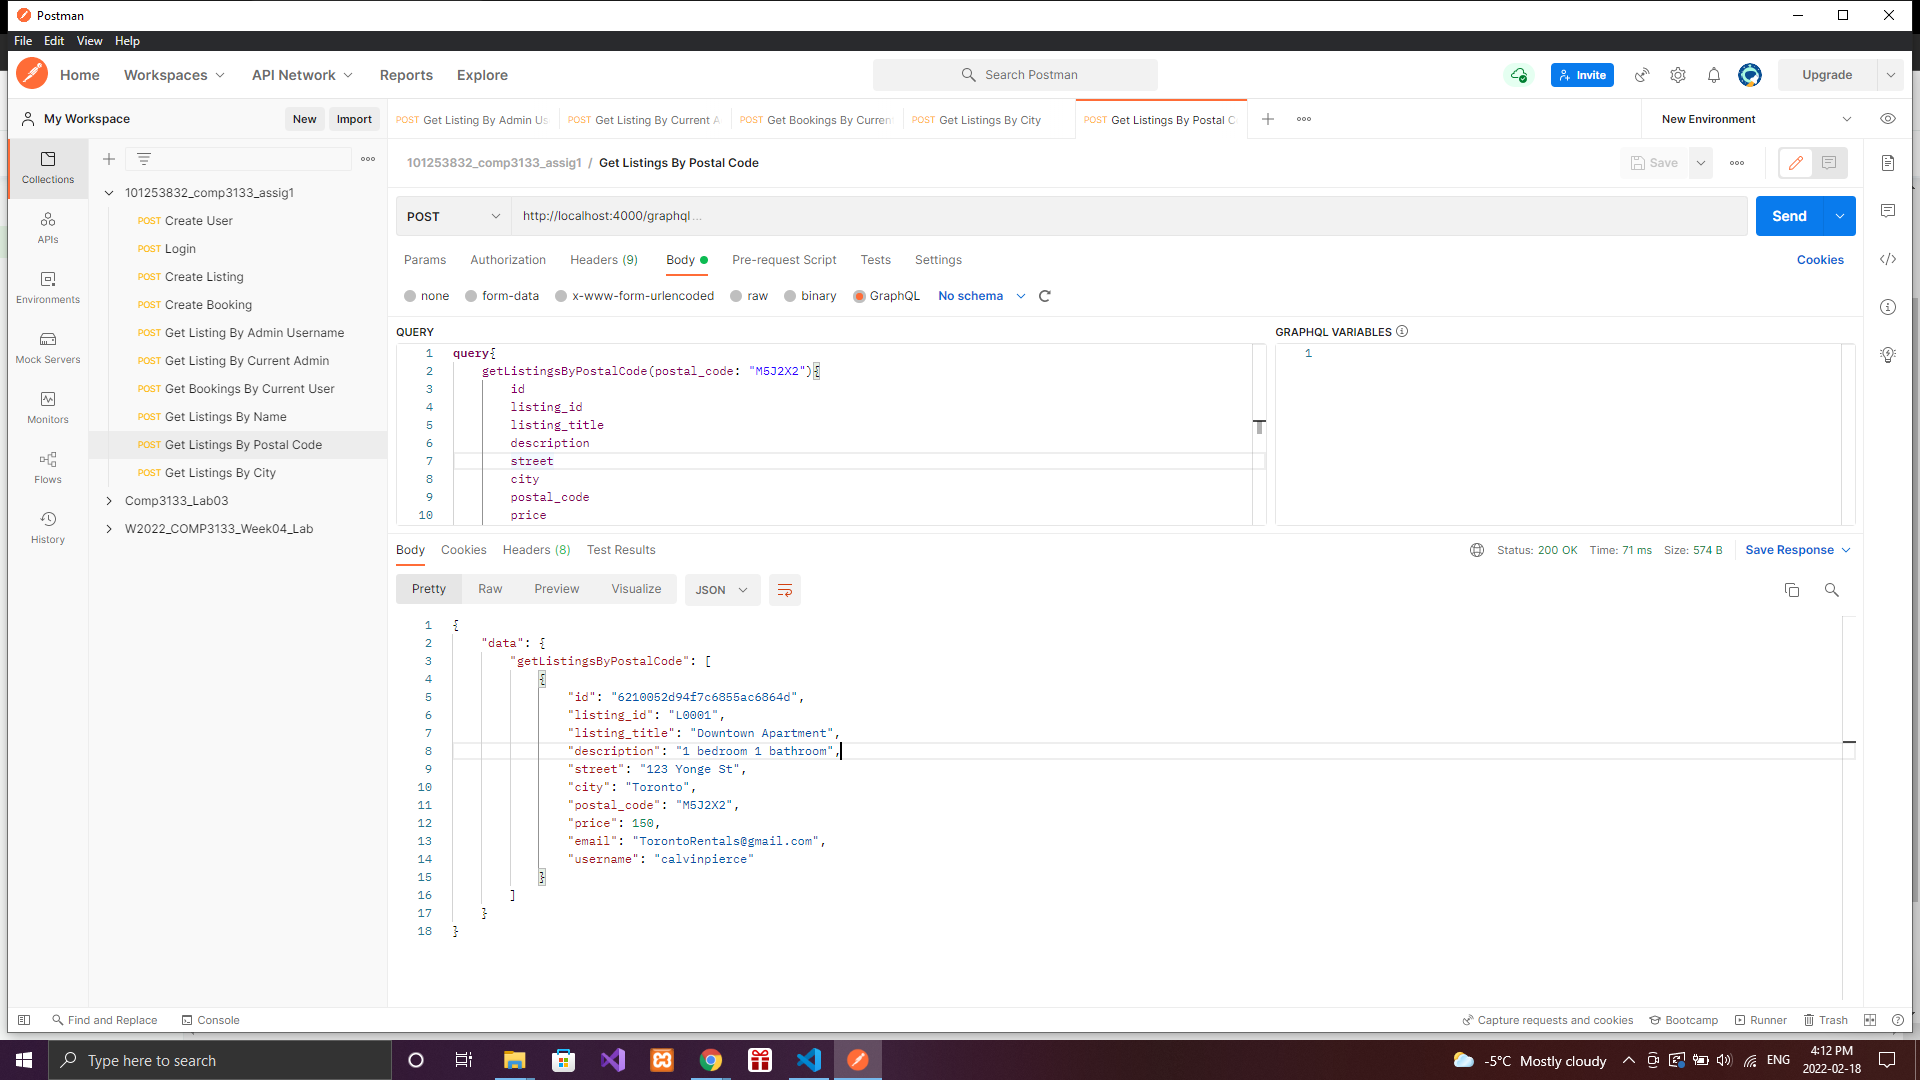 Postman
File Edit View Help
Home Workspaces API Network Reports Explore Search Postman Invite Upgrade
My Workspace New Import
POST Get Listing By Admin Us POST Get Listing By Current A POST Get Bookings By Curren POST Get Listings By City POST Get Listings By Postal C ooo New Environment
101253832_comp3133_assig1 / Get Listings By Postal Code Save
Collections
APIs
Environments
Mock Servers
Monitors
Flows
History
101253832_comp3133_assig1
POST Create User
POST Login
POST Create Listing
POST Create Booking
POST Get Listing By Admin Username
POST Get Listing By Current Admin
POST Get Bookings By Current User
POST Get Listings By Name
POST Get Listings By Postal Code
POST Get Listings By City
Comp3133_Lab03
W2022_COMP3133_Week04_Lab
POST http://localhost:4000/graphql... Send
Params Authorization Headers (9) Body Pre-request Script Tests Settings Cookies
none form-data x-www-form-urlencoded raw binary GraphQL No schema
QUERY
1 query{
2 getListingsByPostalCode(postal_code: "M5J2X2"){
3 id
4 listing_id
5 listing_title
6 description
7 street
8 city
9 postal_code
10 price
GRAPHQL VARIABLES
1
Body Cookies Headers (8) Test Results Status: 200 OK Time: 71 ms Size: 574 B Save Response
Pretty Raw Preview Visualize JSON
1 {
2 "data": {
3 "getListingsByPostalCode": [
4 {
5 "id": "6210052d94f7c6855ac6864d",
6 "listing_id": "L0001",
7 "listing_title": "Downtown Apartment",
8 "description": "1 bedroom 1 bathroom",
9 "street": "123 Yonge St",
10 "city": "Toronto",
11 "postal_code": "M5J2X2",
12 "price": 150,
13 "email": "TorontoRentals@gmail.com",
14 "username": "calvinpierce"
15 }
16 ]
17 }
18 }
Find and Replace Console Capture requests and cookies Bootcamp Runner Trash
Type here to search -5°C Mostly cloudy ENG 4:12 PM
2022-02-18